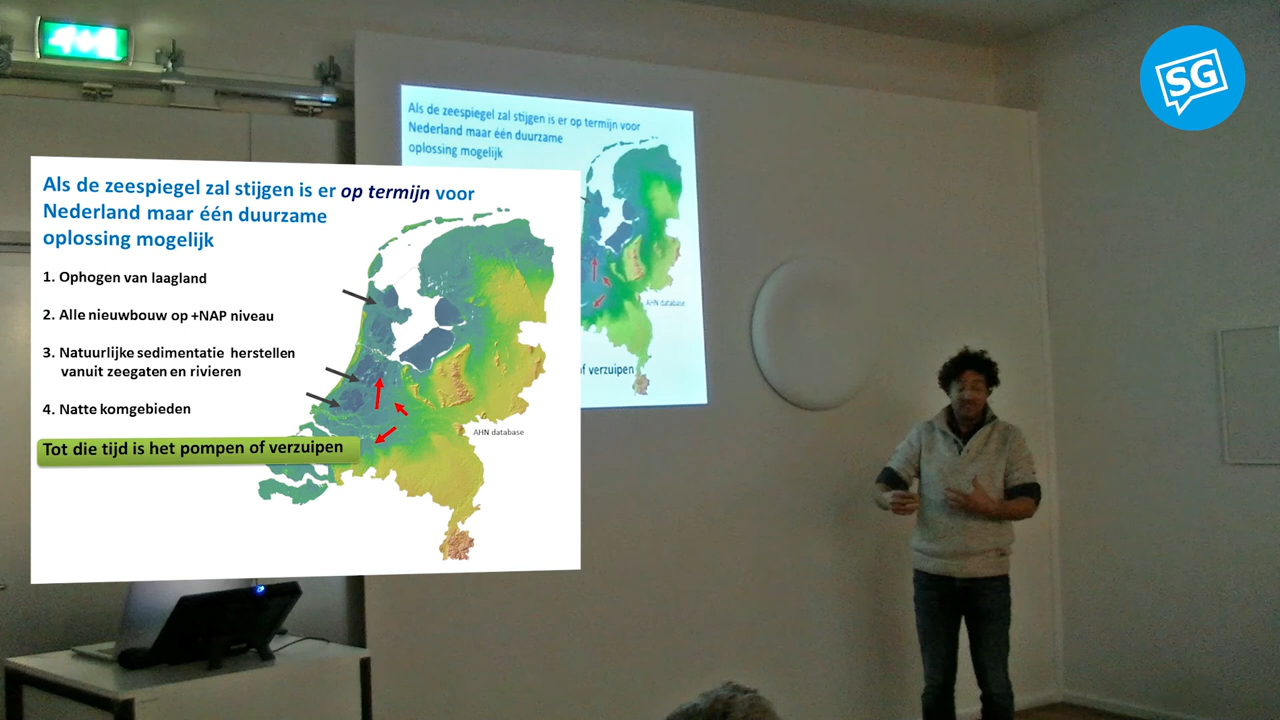 SG
Als de zeespiegel zal stijgen is er op termijn voor
Nederland maar één duurzame
oplossing mogelijk
Als de zeespiegel zal stijgen is er op termijn voor
Nederland maar één duurzame
oplossing mogelijk
1. Ophogen van laagland
2. Alle nieuwbouw op +NAP niveau
3. Natuurlijke sedimentatie herstellen
vanuit zeegaten en rivieren
4. Natte komgebieden
Tot die tijd is het pompen of verzuipen
AHN database
AHN database
of verzuipen